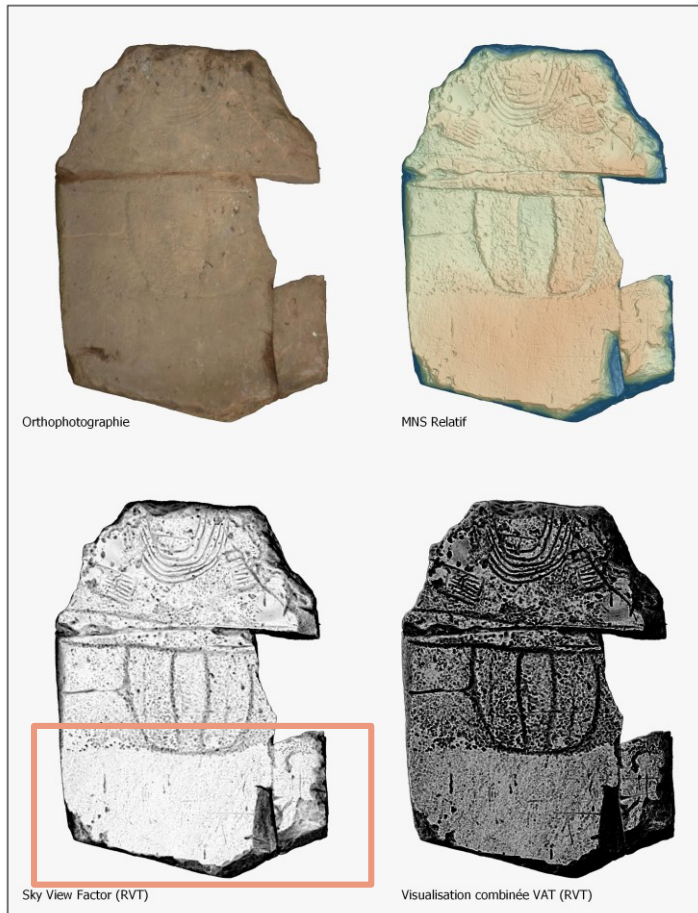 Orthophotographie
MNS Relatif
Sky View Factor (RVT)
Visualisation combinée VAT (RVT)